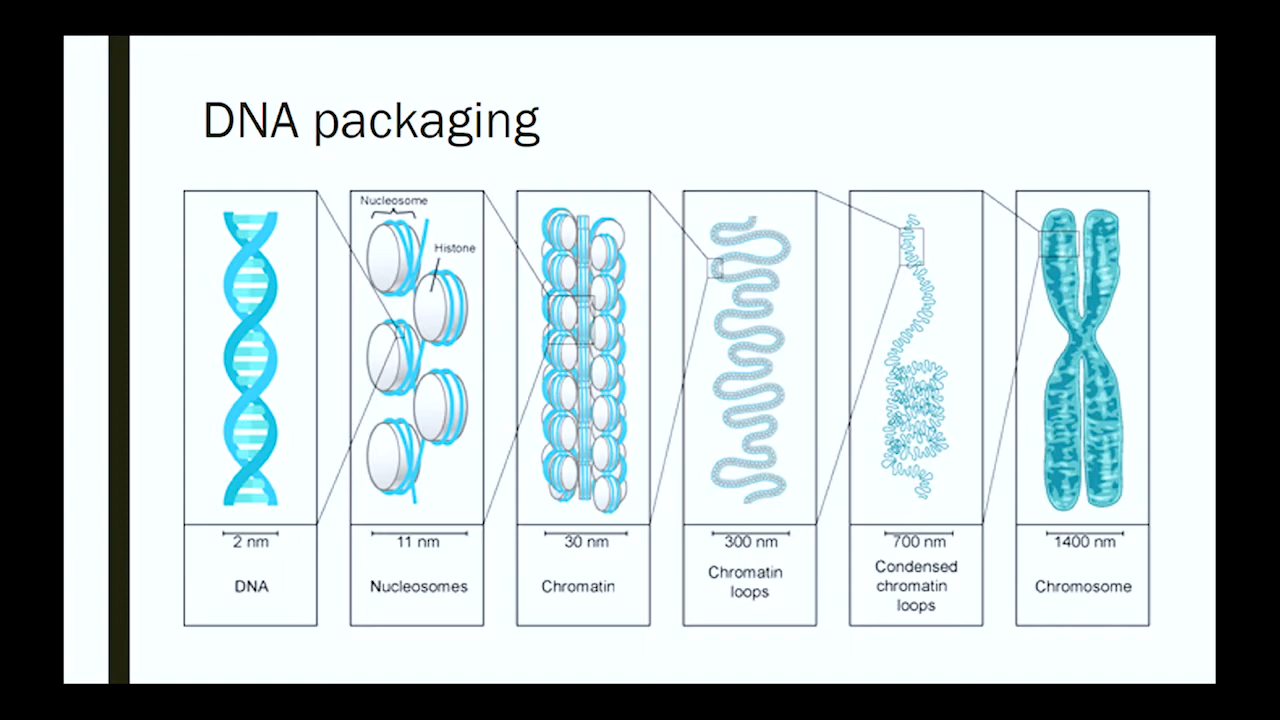 DNA packaging
Nucleosome
Histone
2 nm
DNA
11 nm
Nucleosomes
30 nm
Chromatin
300 nm
Chromatin
loops
700 nm
Condensed
chromatin
loops
1400 nm
Chromosome